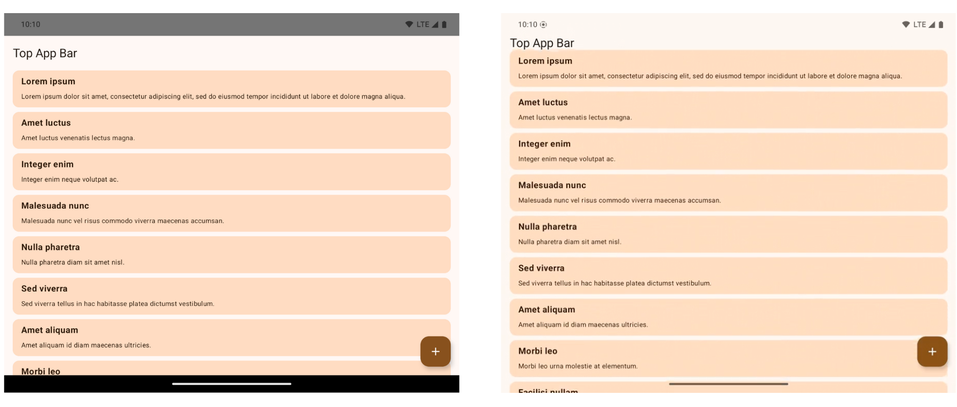 10:10
LTE
Top App Bar
Lorem ipsum
Lorem ipsum dolor sit amet, consectetur adipiscing elit, sed do eiusmod tempor incididunt ut labore et dolore magna aliqua.
Amet luctus
Amet luctus venenatis lectus magna.
Integer enim
Integer enim neque volutpat ac.
Malesuada nunc
Malesuada nunc vel risus commodo viverra maecenas accumsan.
Nulla pharetra
Nulla pharetra diam sit amet nisl.
Sed viverra
Sed viverra tellus in hac habitasse platea dictumst vestibulum.
Amet aliquam
Amet aliquam id diam maecenas ultricies.
Morbi leo
10:10
LTE
Top App Bar
Lorem ipsum
Lorem ipsum dolor sit amet, consectetur adipiscing elit, sed do eiusmod tempor incididunt ut labore et dolore magna aliqua.
Amet luctus
Amet luctus venenatis lectus magna.
Integer enim
Integer enim neque volutpat ac.
Malesuada nunc
Malesuada nunc vel risus commodo viverra maecenas accumsan.
Nulla pharetra
Nulla pharetra diam sit amet nisl.
Sed viverra
Sed viverra tellus in hac habitasse platea dictumst vestibulum.
Amet aliquam
Amet aliquam id diam maecenas ultricies.
Morbi leo
Morbi leo urna molestie at elementum.
Facilisi nullam